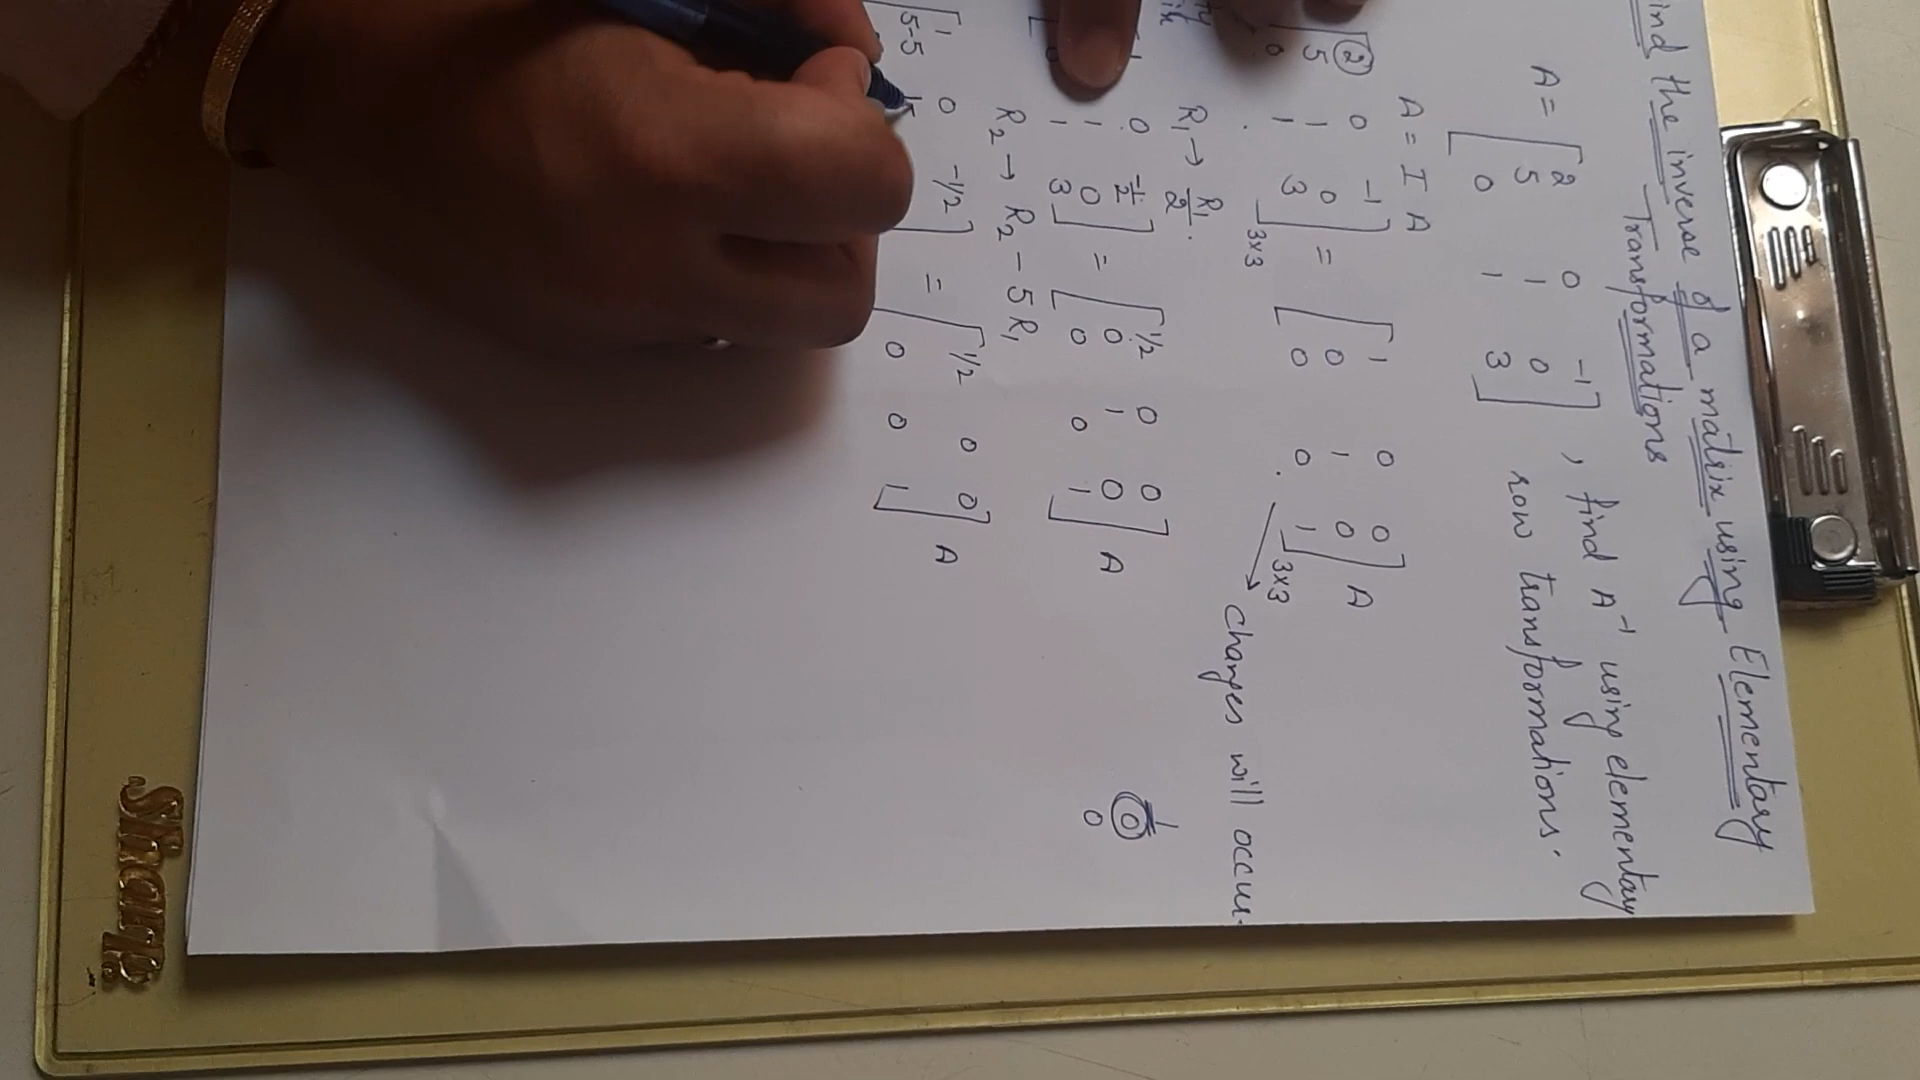 ind the inverse of a matrix using Elementary
Transformations
A = [2 0 -1
5 1 0
0 1 3] , find A⁻¹ using elementary
row transformations.
A = I A
[② 0 -1
5 1 0
0 1 3]3x3 = [1 0 0
0 1 0
0 0 1]3x3 A
changes will occur.
R₁ → R₁/2.
0 -1/2
1 0
1 3] = [1/2 0 0
0 1 0
0 0 1] A
1
0
0
R₂ → R₂ - 5R₁
[1 0 -1/2]
5-5
= [1/2 0 0
0 0 1] A
Sharp